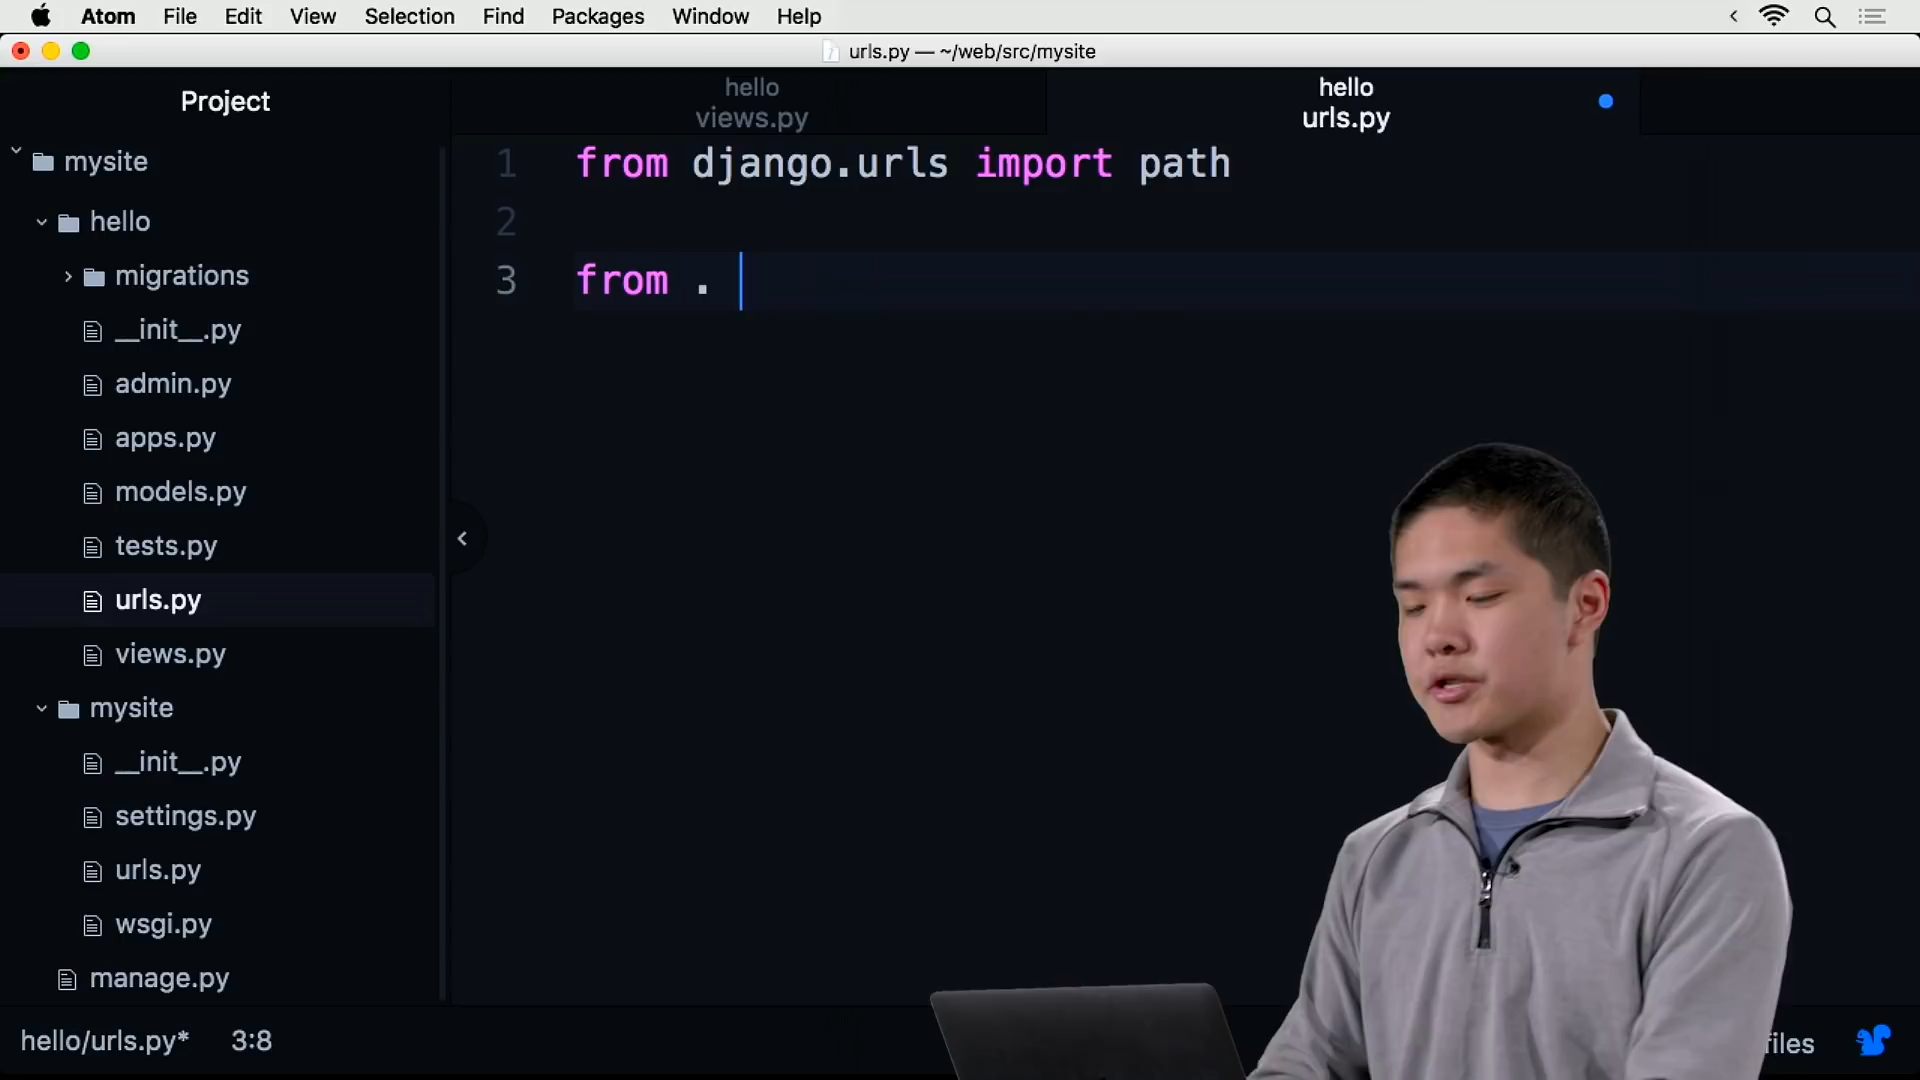 Atom File Edit View Selection Find Packages Window Help
urls.py — ~/web/src/mysite
Project
hello
views.py
hello
urls.py
mysite
hello
migrations
__init__.py
admin.py
apps.py
models.py
tests.py
urls.py
views.py
mysite
__init__.py
settings.py
urls.py
wsgi.py
manage.py
1 from django.urls import path
2
3 from .
hello/urls.py* 3:8
files